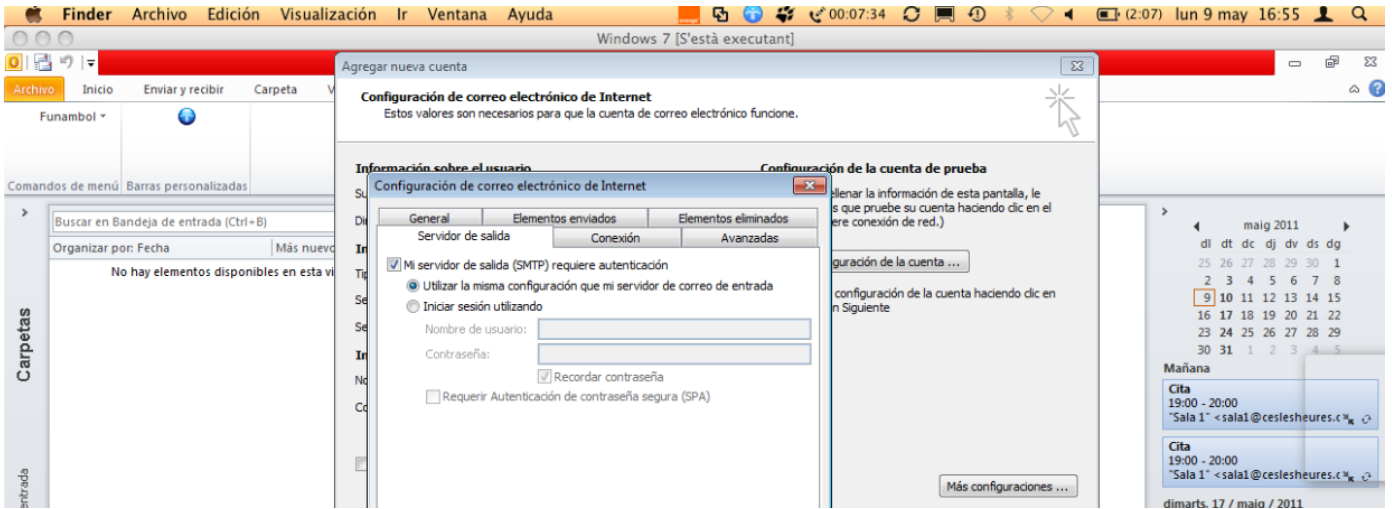 Finder Archivo Edición Visualización Ir Ventana Ayuda 00:07:34 (2:07) lun 9 may 16:55
Windows 7 [S'està executant]
Archivo Inicio Enviar y recibir Carpeta V
Funambol
Comandos de menú Barras personalizadas
Buscar en Bandeja de entrada (Ctrl+B)
Organizar por: Fecha Más nuevo
No hay elementos disponibles en esta vi
Carpetas
entrada
Agregar nueva cuenta
Configuración de correo electrónico de Internet
Estos valores son necesarios para que la cuenta de correo electrónico funcione.
Información sobre el usuario
Configuración de la cuenta de prueba
Su
ellenar la información de esta pantalla, le
s que pruebe su cuenta haciendo clic en el
ere conexión de red.)
guración de la cuenta ...
configuración de la cuenta haciendo clic en
n Siguiente
Di
In
Tip
Se
Se
In
No
Co
Configuración de correo electrónico de Internet
General Elementos enviados Elementos eliminados
Servidor de salida Conexión Avanzadas
Mi servidor de salida (SMTP) requiere autenticación
Utilizar la misma configuración que mi servidor de correo de entrada
Iniciar sesión utilizando
Nombre de usuario:
Contraseña:
Recordar contraseña
Requerir Autenticación de contraseña segura (SPA)
Más configuraciones ...
maig 2011
dl dt dc dj dv ds dg
25 26 27 28 29 30 1
2 3 4 5 6 7 8
9 10 11 12 13 14 15
16 17 18 19 20 21 22
23 24 25 26 27 28 29
30 31 1 2 3 4 5
Mañana
Cita
19:00 - 20:00
"Sala 1" <sala1@ceslesheures.c
Cita
19:00 - 20:00
"Sala 1" <sala1@ceslesheures.c
dimarts, 17 / maig / 2011